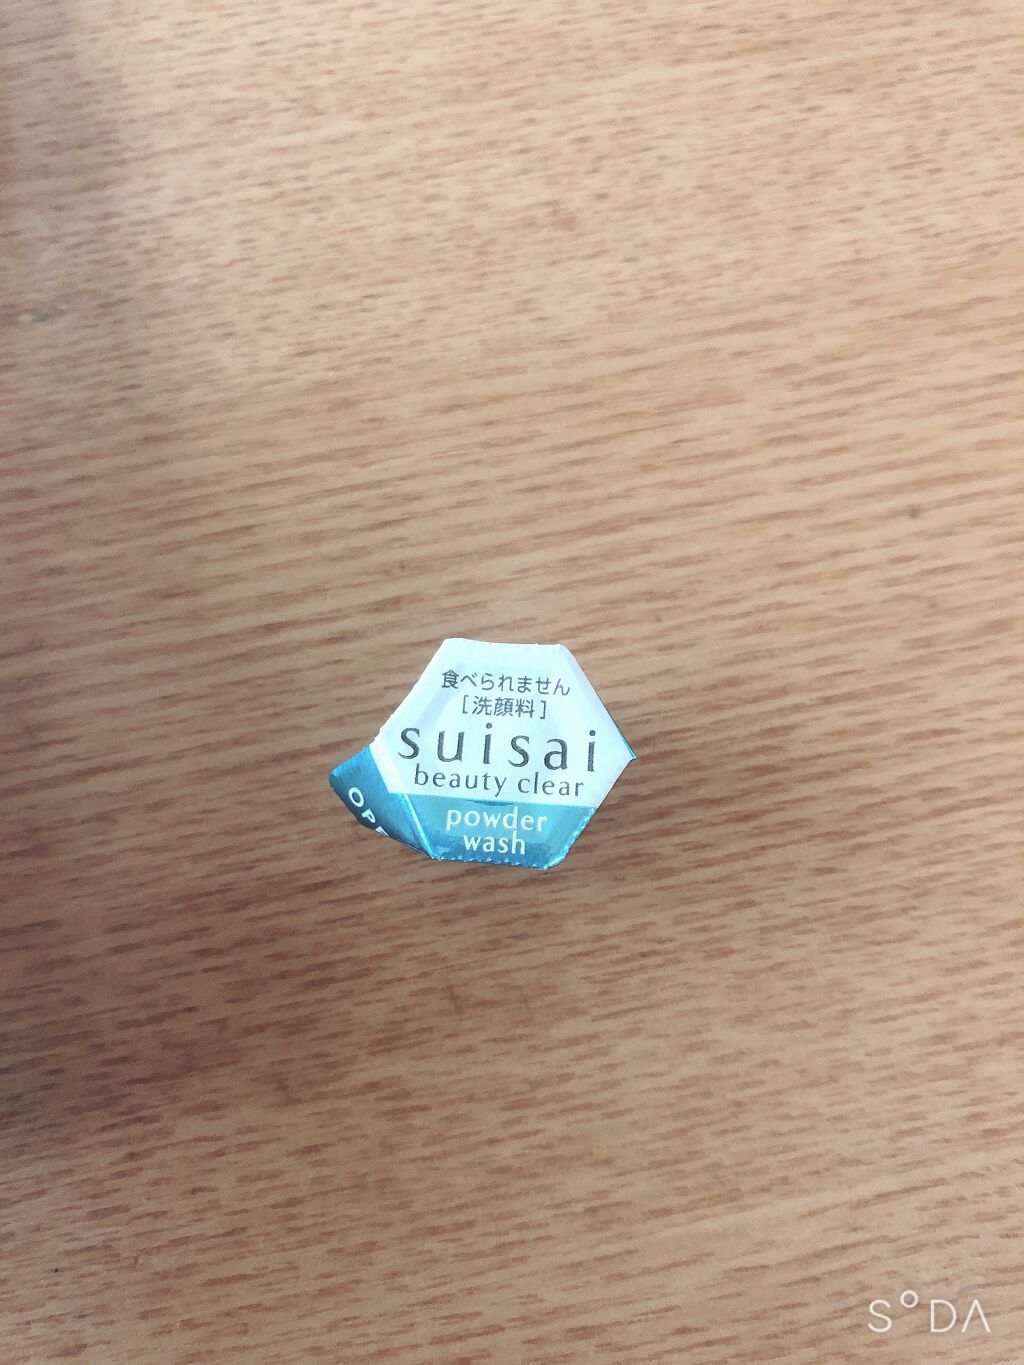 食べられません
[洗顔料]
suisai
beauty clear
powder
wash
S°DA